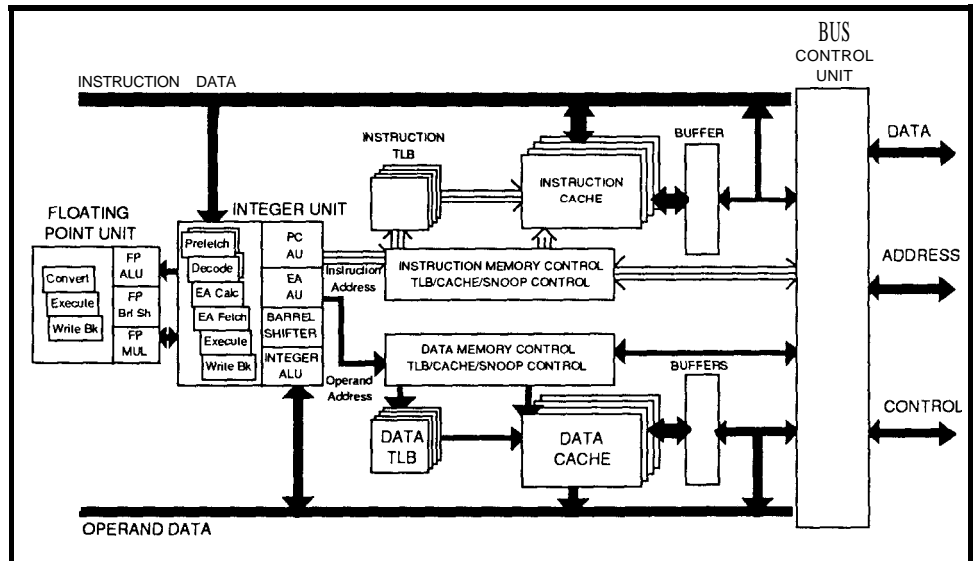 BUS
CONTROL
UNIT
INSTRUCTION DATA
INSTRUCTION
TLB
INSTRUCTION
CACHE
BUFFER
DATA
FLOATING
POINT UNIT
Convert
Execute
Write Bk
FP
ALU
FP
Brl Sh
FP
MUL
INTEGER UNIT
Prefetch
Decode
EA Calc
EA Fetch
Execute
Write Bk
PC
AU
EA
AU
BARREL
SHIFTER
INTEGER
ALU
Instruction
Address
INSTRUCTION MEMORY CONTROL
TLB/CACHE/SNOOP CONTROL
ADDRESS
Operand
Address
DATA MEMORY CONTROL
TLB/CACHE/SNOOP CONTROL
BUFFERS
DATA
TLB
DATA
CACHE
CONTROL
OPERAND DATA